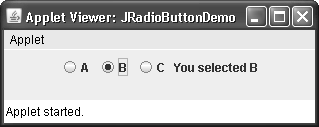 Applet Viewer: JRadioButtonDemo
Applet
A B C You selected B
Applet started.